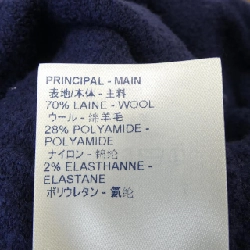 PRINCIPAL - MAIN
表地/本体 - 主料
70% LAINE - WOOL
ウール - 綿羊毛
28% POLYAMIDE -
POLYAMIDE
ナイロン - 锦纶
2% ELASTHANNE -
ELASTANE
ポリウレタン - 氨纶